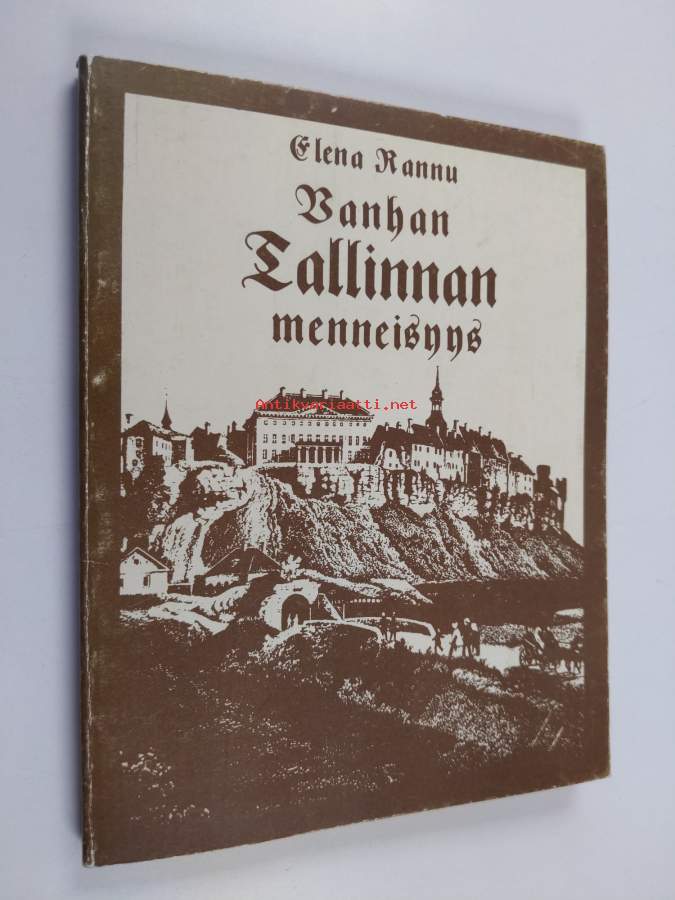 Elena Rannu
Vanhan
Tallinnan
menneisyys
Antikvariaatti.net